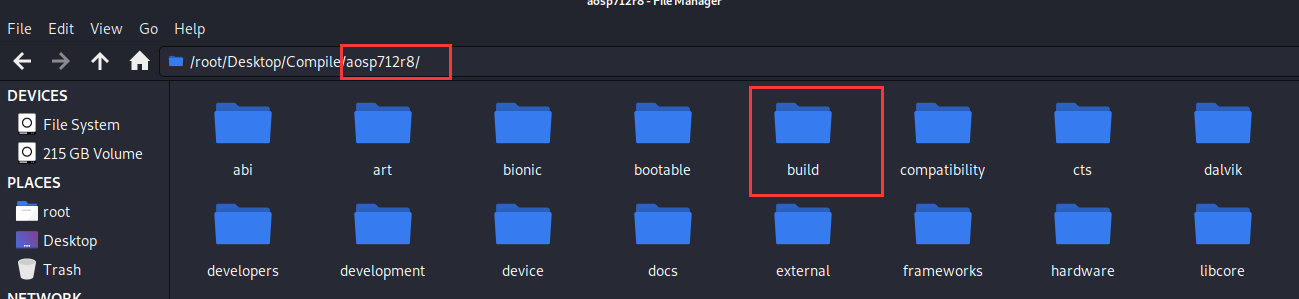 aosp712r8 - File Manager
File Edit View Go Help
/root/Desktop/Compile/aosp712r8/
DEVICES
File System
215 GB Volume
PLACES
root
Desktop
Trash
NETWORK
abi art bionic bootable build compatibility cts dalvik
developers development device docs external frameworks hardware libcore